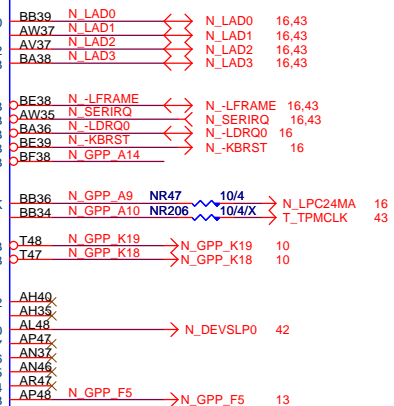 BB39 N_LAD0 N_LAD0 16,43
AW37 N_LAD1 N_LAD1 16,43
AV37 N_LAD2 N_LAD2 16,43
BA38 N_LAD3 N_LAD3 16,43
BE38 N_-LFRAME N_-LFRAME 16,43
AW35 N_SERIRQ N_SERIRQ 16,43
BA36 N_-LDRQ0 N_-LDRQ0 16
BE39 N_-KBRST N_-KBRST 16
BF38 N_GPP_A14
BB36 N_GPP_A9 NR47 10/4 N_LPC24MA 16
BB34 N_GPP_A10 NR206 10/4/X T_TPMCLK 43
T48 N_GPP_K19 N_GPP_K19 10
T47 N_GPP_K18 N_GPP_K18 10
AH40
AH35
AL48 N_DEVSLP0 42
AP47
AN37
AN46
AR47
AP48 N_GPP_F5 N_GPP_F5 13